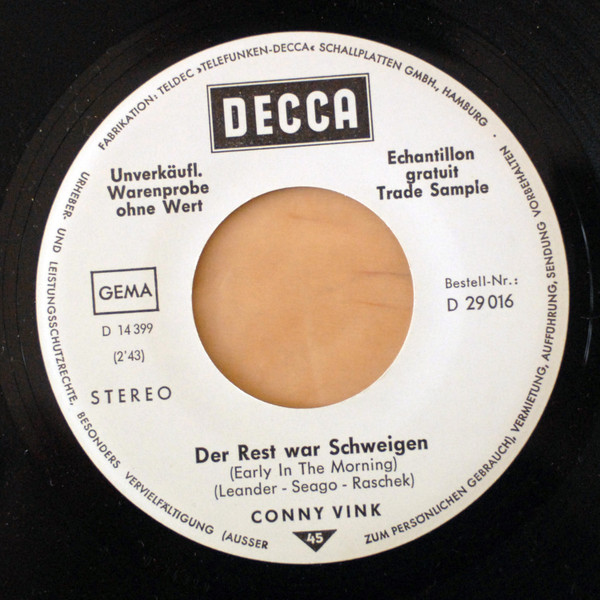 FABRIKATION: TELDEC »TELEFUNKEN-DECCA« SCHALLPLATTEN GMBH., HAMBURG ·
DECCA
Unverkäufl.
Warenprobe
ohne Wert
Echantillon
gratuit
Trade Sample
GEMA
D 14 399
(2'43)
STEREO
Bestell-Nr.:
D 29 016
Der Rest war Schweigen
(Early In The Morning)
(Leander - Seago - Raschek)
CONNY VINK
45
URHEBER- UND LEISTUNGSSCHUTZRECHTE, BESONDERS VERVIELFÄLTIGUNG (AUSSER ZUM PERSÖNLICHEN GEBRAUCH), VERMIETUNG, AUFFÜHRUNG, SENDUNG VORBEHALTEN